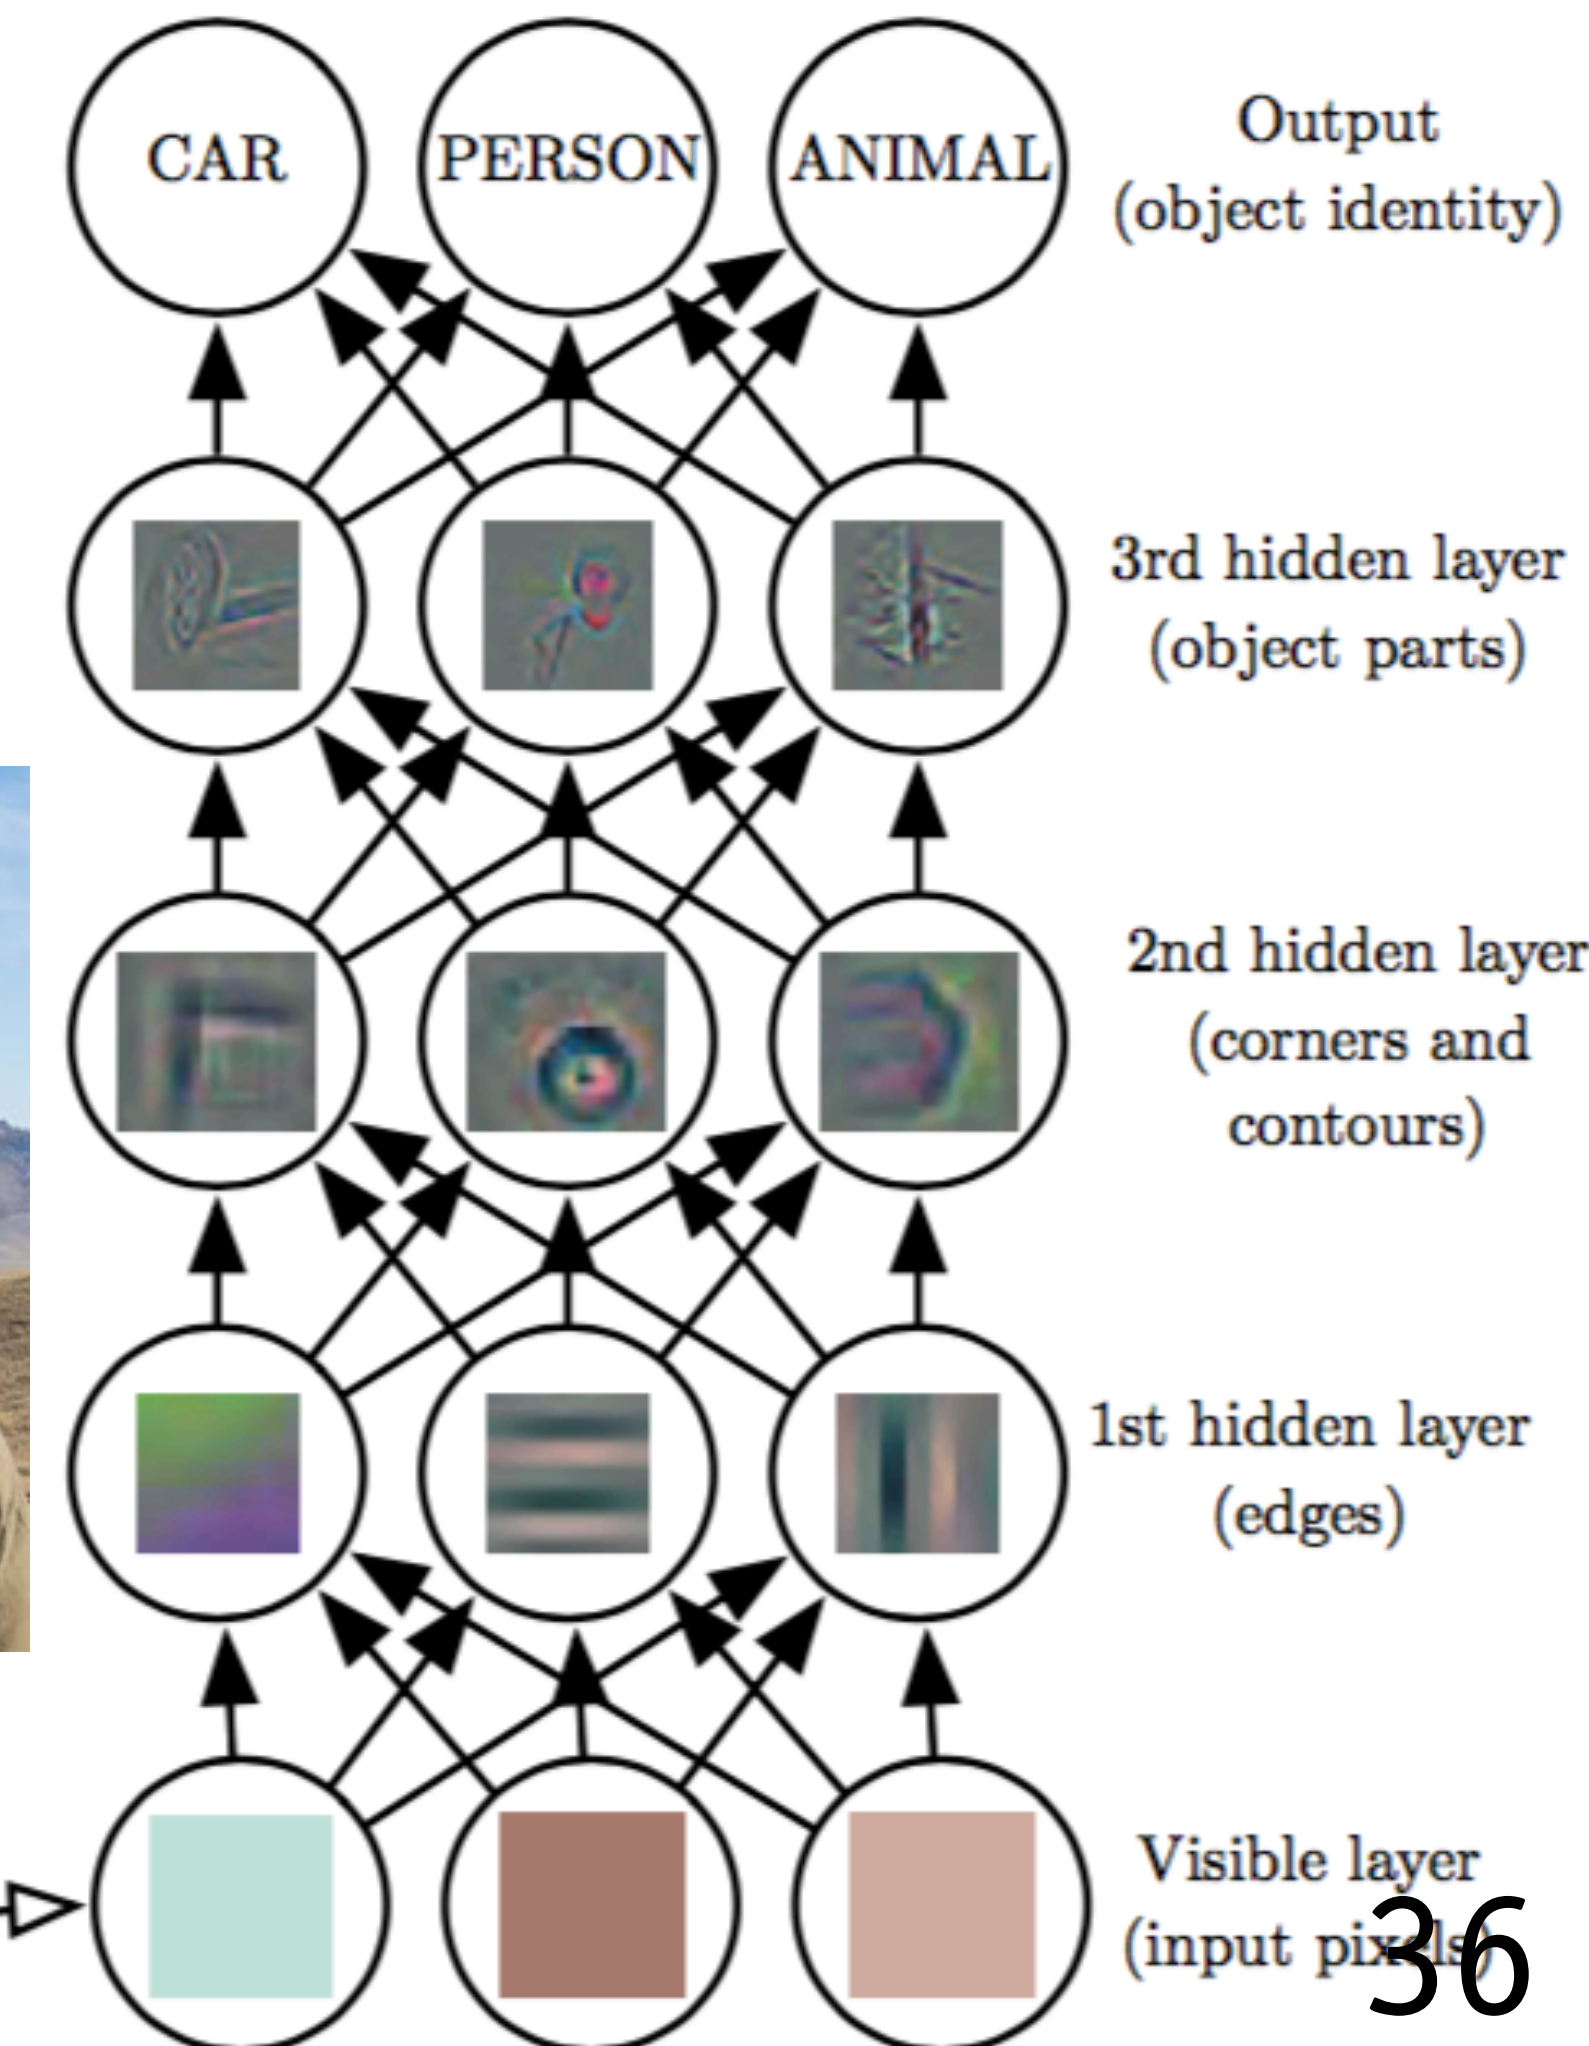 CAR
PERSON
ANIMAL
Output
(object identity)
3rd hidden layer
(object parts)
2nd hidden layer
(corners and
contours)
1st hidden layer
(edges)
Visible layer
(input pixels)
36